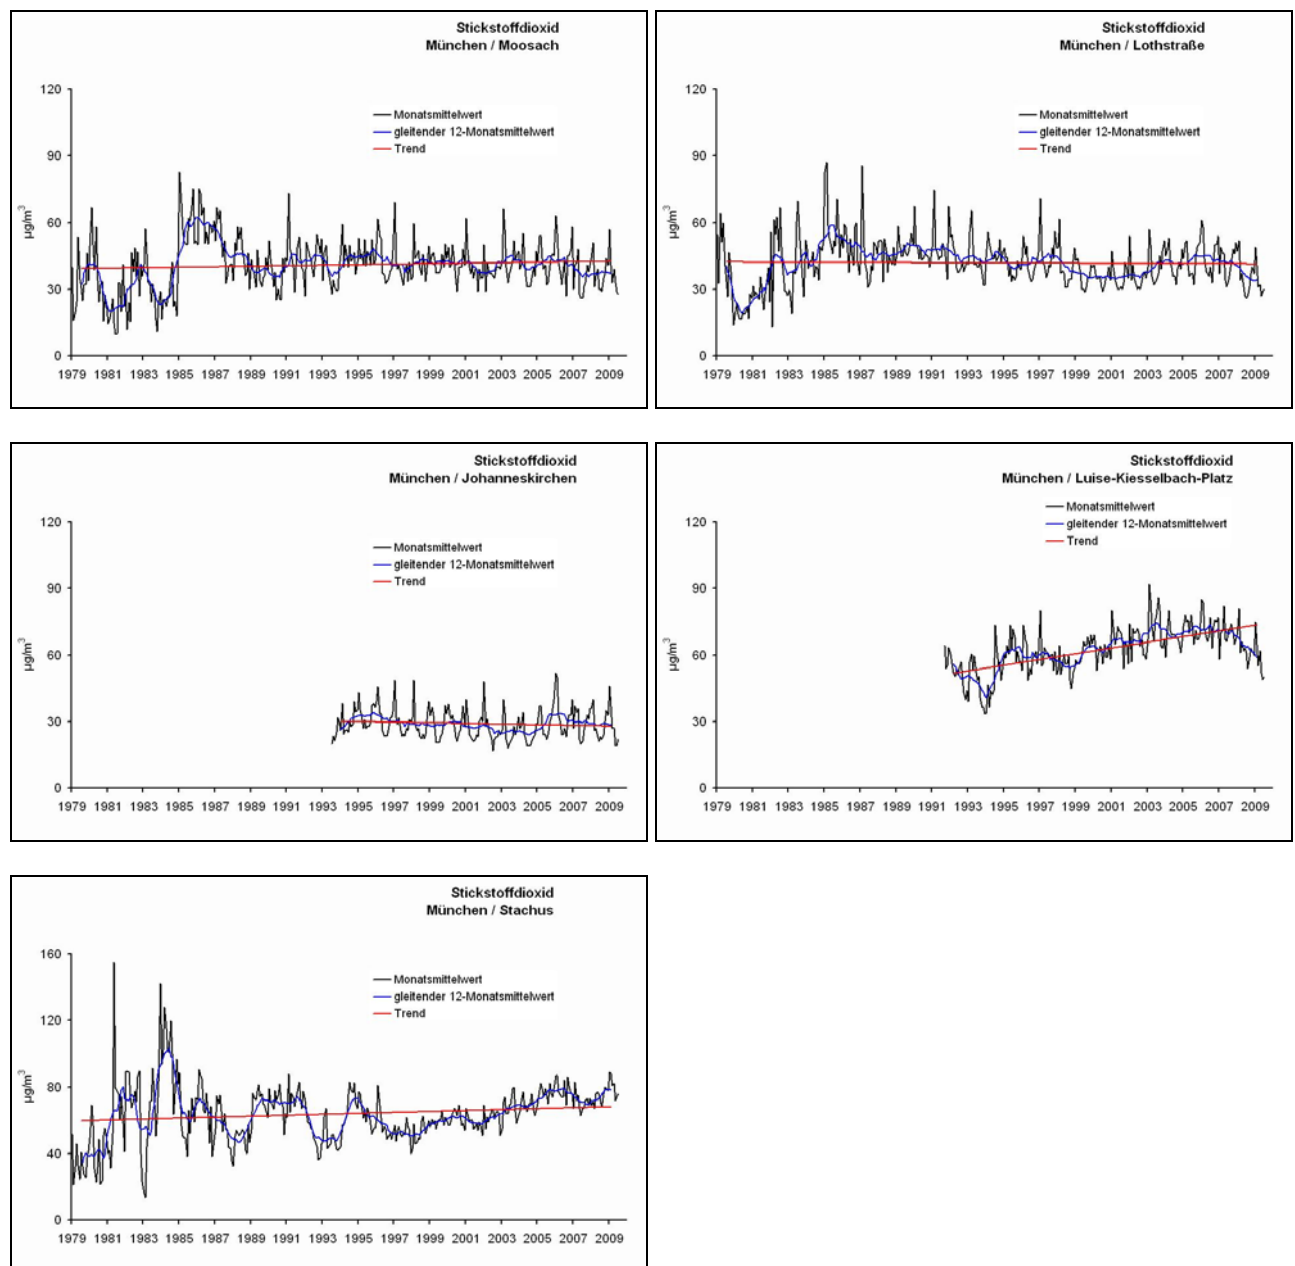 Stickstoffdioxid
München / Moosach
120
90
60
30
0
µg/m³
Monatsmittelwert
gleitender 12-Monatsmittelwert
Trend
1979 1981 1983 1985 1987 1989 1991 1993 1995 1997 1999 2001 2003 2005 2007 2009
Stickstoffdioxid
München / Lothstraße
120
90
60
30
0
µg/m³
Monatsmittelwert
gleitender 12-Monatsmittelwert
Trend
1979 1981 1983 1985 1987 1989 1991 1993 1995 1997 1999 2001 2003 2005 2007 2009
Stickstoffdioxid
München / Johanneskirchen
120
90
60
30
0
µg/m³
Monatsmittelwert
gleitender 12-Monatsmittelwert
Trend
1979 1981 1983 1985 1987 1989 1991 1993 1995 1997 1999 2001 2003 2005 2007 2009
Stickstoffdioxid
München / Luise-Kiesselbach-Platz
120
90
60
30
0
µg/m³
Monatsmittelwert
gleitender 12-Monatsmittelwert
Trend
1979 1981 1983 1985 1987 1989 1991 1993 1995 1997 1999 2001 2003 2005 2007 2009
Stickstoffdioxid
München / Stachus
160
120
80
40
0
µg/m³
Monatsmittelwert
gleitender 12-Monatsmittelwert
Trend
1979 1981 1983 1985 1987 1989 1991 1993 1995 1997 1999 2001 2003 2005 2007 2009